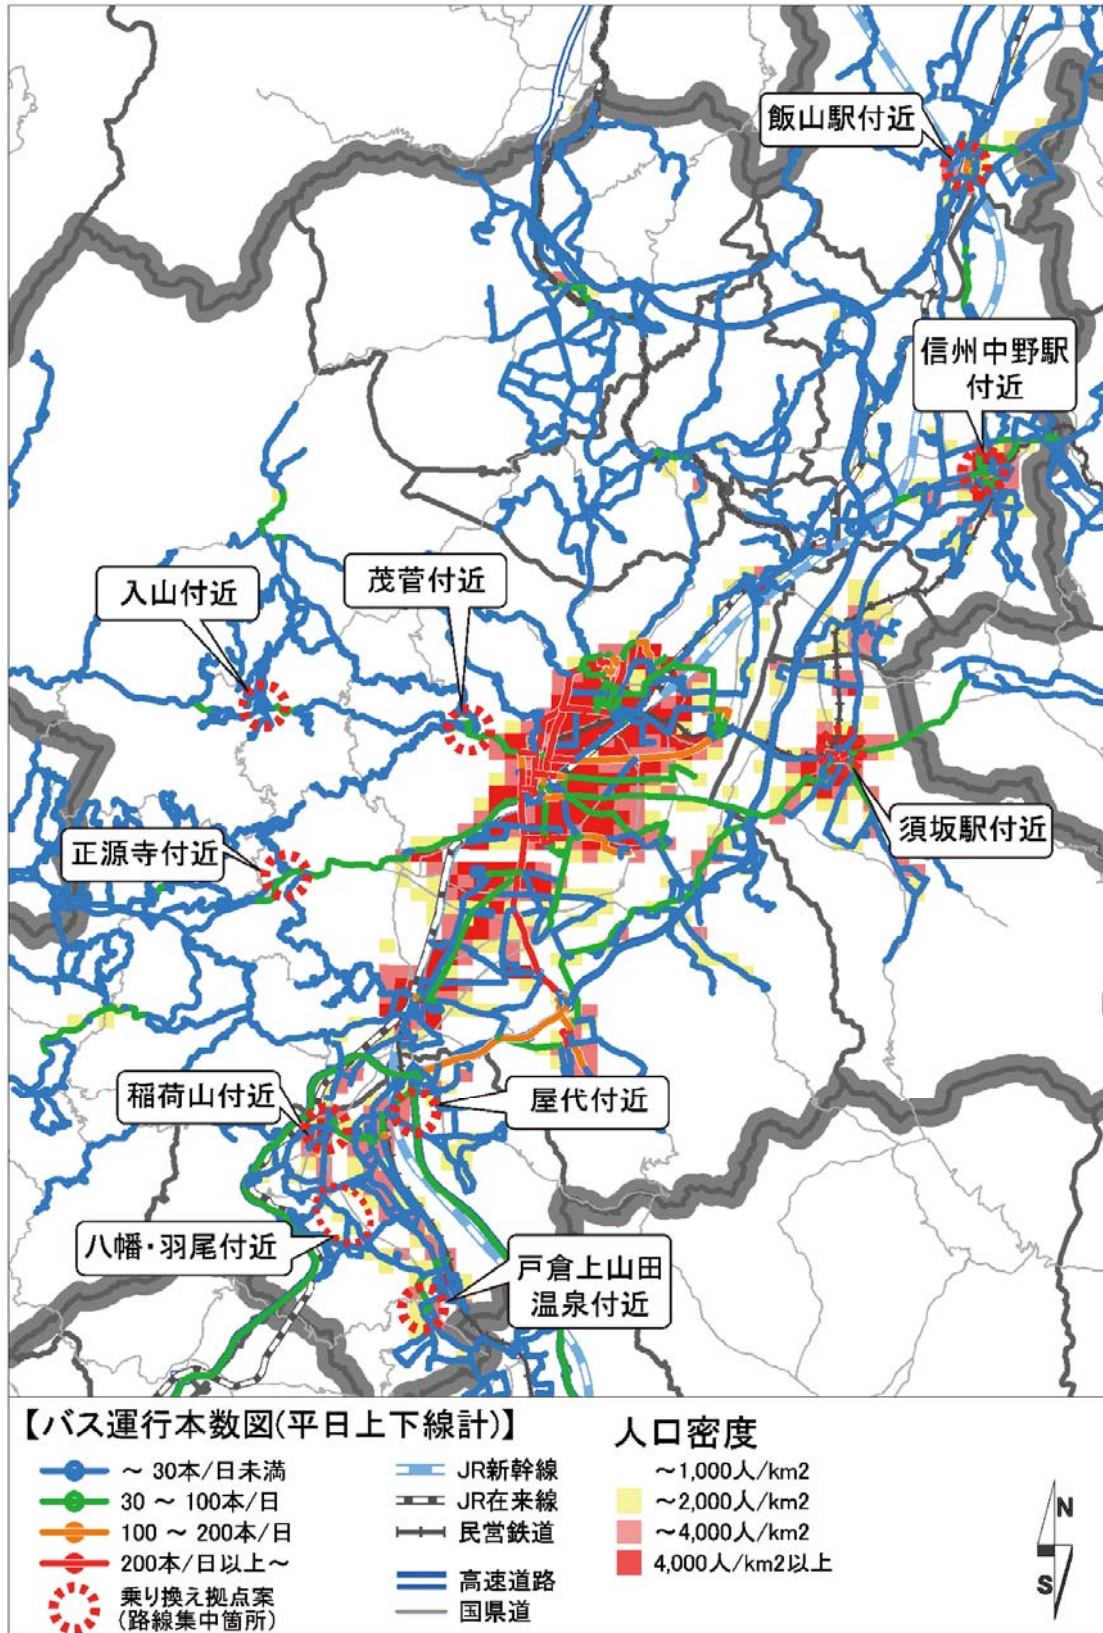 飯山駅付近
信州中野駅
付近
入山付近
茂菅付近
須坂駅付近
正源寺付近
稲荷山付近
屋代付近
八幡・羽尾付近
戸倉上山田
温泉付近
【バス運行本数図(平日上下線計)】
～ 30本/日未満
30 ～ 100本/日
100 ～ 200本/日
200本/日以上～
乗り換え拠点案
(路線集中箇所)
JR新幹線
JR在来線
民営鉄道
高速道路
国県道
人口密度
～1,000人/km2
～2,000人/km2
～4,000人/km2
4,000人/km2以上
N
S